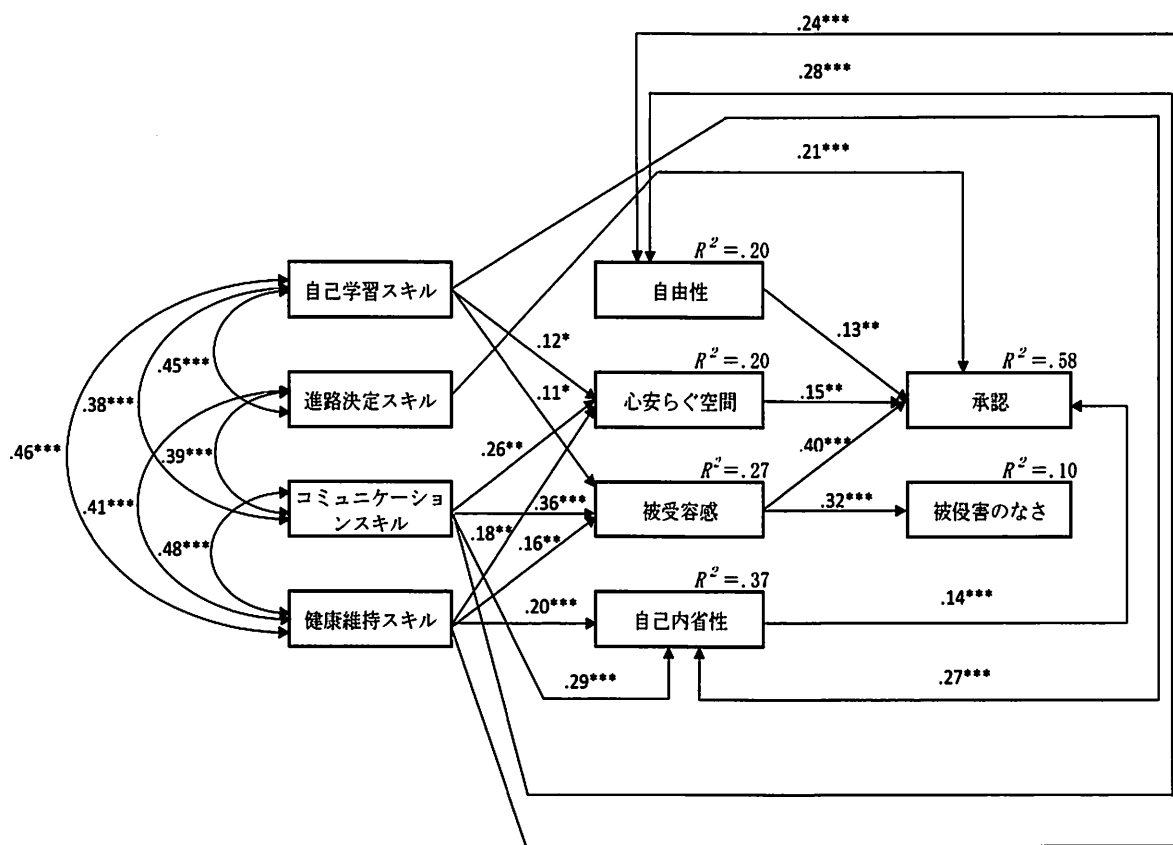 .24***
.28***
.21***
R²=.20
自己学習スキル
自由性
.12*
.13**
.45***
R²=.20
R²=.58
.38***
進路決定スキル
.11*
心安らぐ空間
.15**
承認
.46***
.39***
.26**
.40***
R²=.27
R²=.10
.41***
コミュニケーショ
ンスキル
.36***
被受容感
.32***
被侵害のなさ
.48***
.18**
.16**
R²=.37
健康維持スキル
.20***
自己内省性
.14***
.29***
.27***